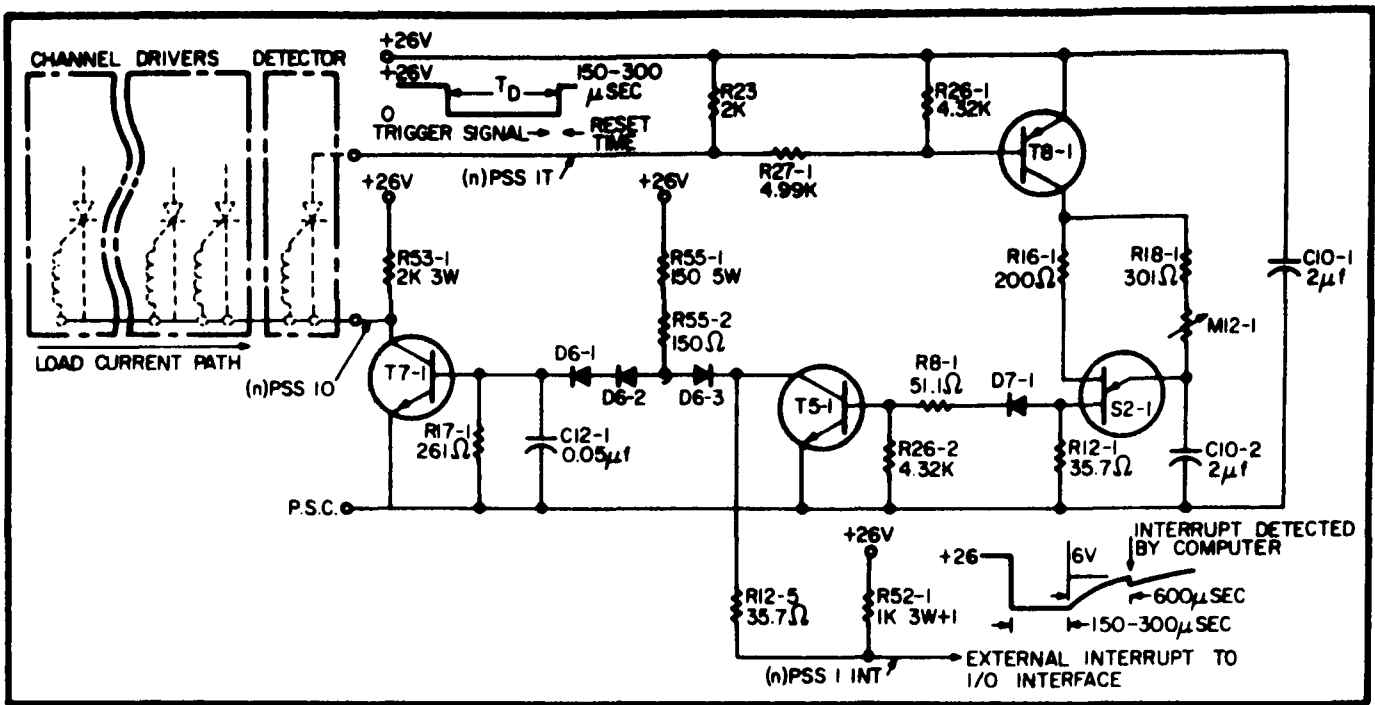 CHANNEL DRIVERS DETECTOR
+26V
+26V
T_D
150-300 μSEC
0
TRIGGER SIGNAL
RESET TIME
(n)PSS 1T
R23
2K
R26-1
4.32K
R27-1
4.99K
T8-1
+26V
+26V
R53-1
2K 3W
R55-1
150 5W
R55-2
150Ω
R16-1
200Ω
R18-1
301Ω
M12-1
C10-1
2μf
LOAD CURRENT PATH
(n)PSS 10
T7-1
D6-1
D6-2
D6-3
T5-1
R8-1
51.1Ω
D7-1
S2-1
R17-1
261Ω
C12-1
0.05μf
R26-2
4.32K
R12-1
35.7Ω
C10-2
2μf
P.S.C.
+26V
R12-5
35.7Ω
R52-1
1K 3W+1
+26
6V
INTERRUPT DETECTED
BY COMPUTER
600μSEC
150-300μSEC
(n)PSS 1 INT
EXTERNAL INTERRUPT TO
I/O INTERFACE